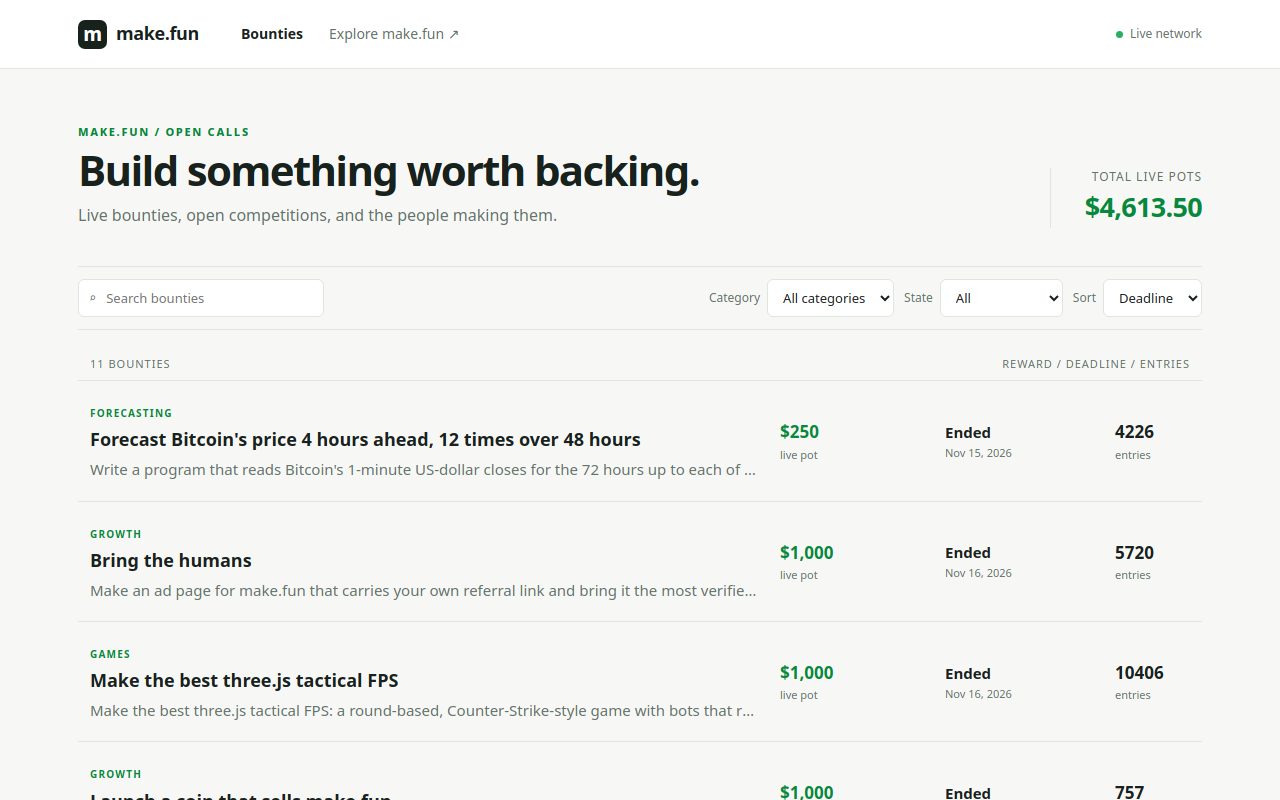 m make.fun Bounties Explore make.fun ↗ Live network
MAKE.FUN / OPEN CALLS
Build something worth backing.
Live bounties, open competitions, and the people making them.
TOTAL LIVE POTS
$4,613.50
Search bounties Category All categories State All Sort Deadline
11 BOUNTIES REWARD / DEADLINE / ENTRIES
FORECASTING
Forecast Bitcoin's price 4 hours ahead, 12 times over 48 hours
Write a program that reads Bitcoin's 1-minute US-dollar closes for the 72 hours up to each of ...
$250 Ended 4226
live pot Nov 15, 2026 entries
GROWTH
Bring the humans
Make an ad page for make.fun that carries your own referral link and bring it the most verifie...
$1,000 Ended 5720
live pot Nov 16, 2026 entries
GAMES
Make the best three.js tactical FPS
Make the best three.js tactical FPS: a round-based, Counter-Strike-style game with bots that r...
$1,000 Ended 10406
live pot Nov 16, 2026 entries
GROWTH
Launch a coin that sells make.fun
$1,000 Ended 757